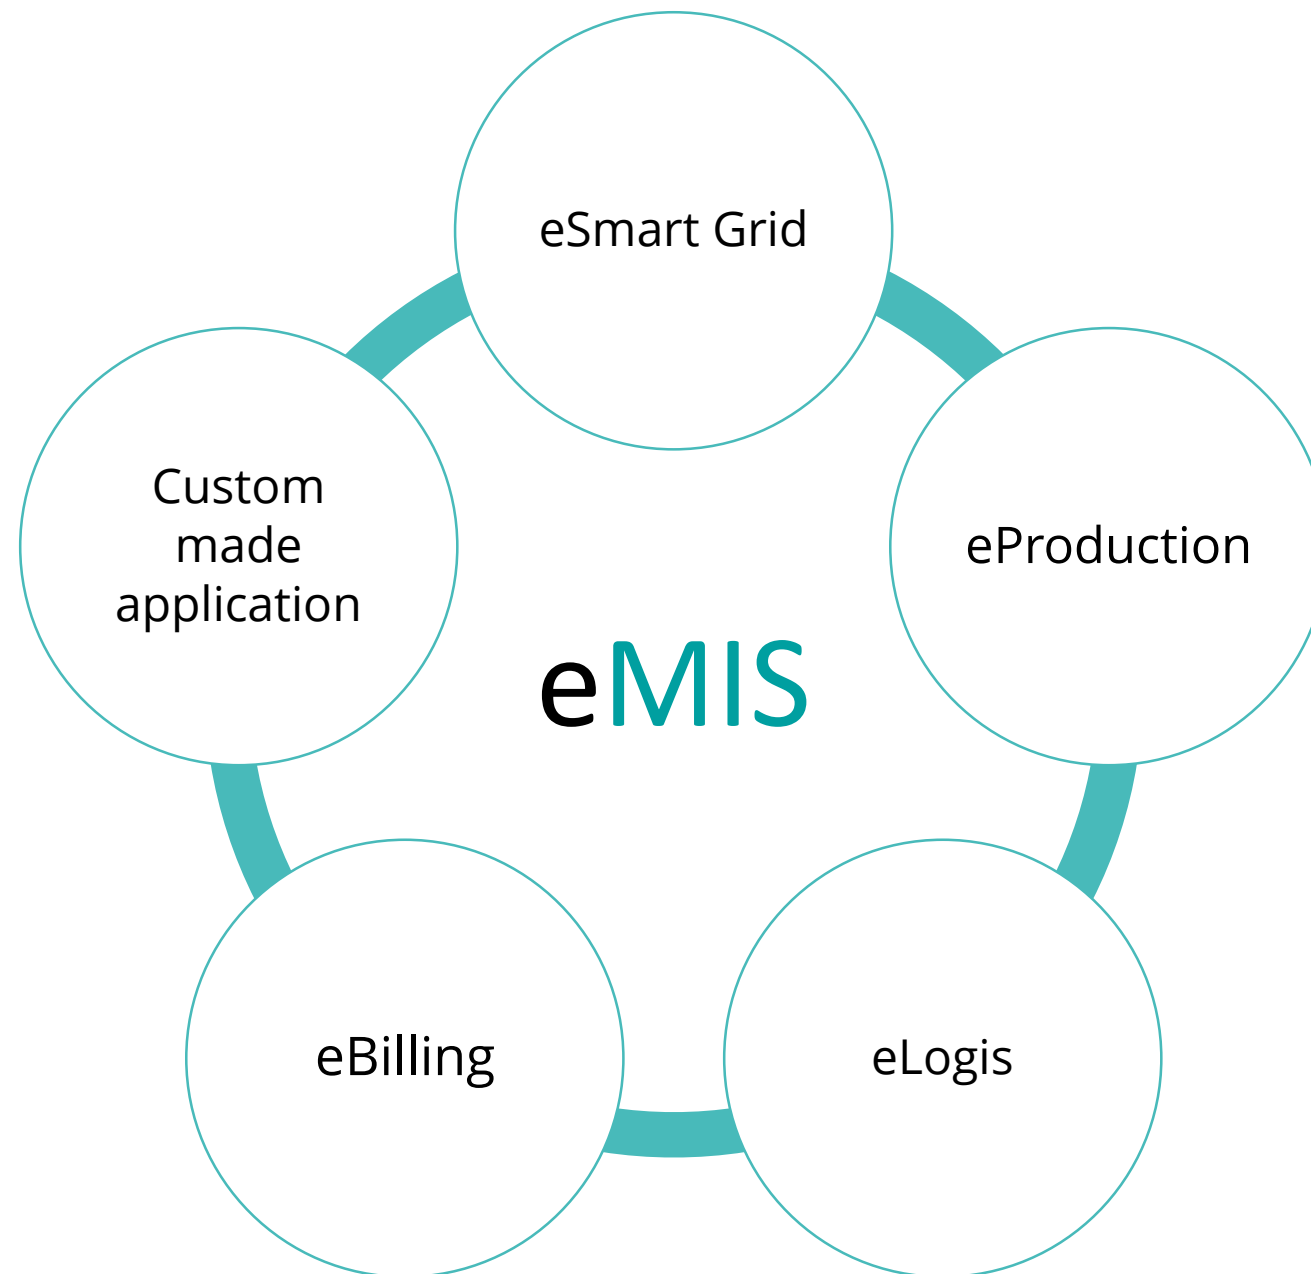 eSmart Grid
Custom
made
application
eProduction
eMIS
eBilling
eLogis